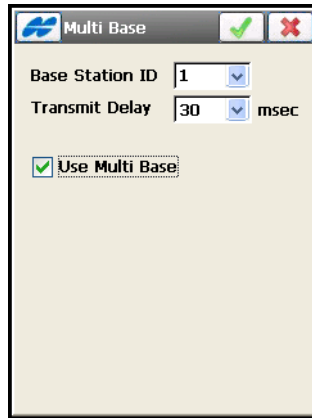 Multi Base
Base Station ID 1
Transmit Delay 30 msec
Use Multi Base